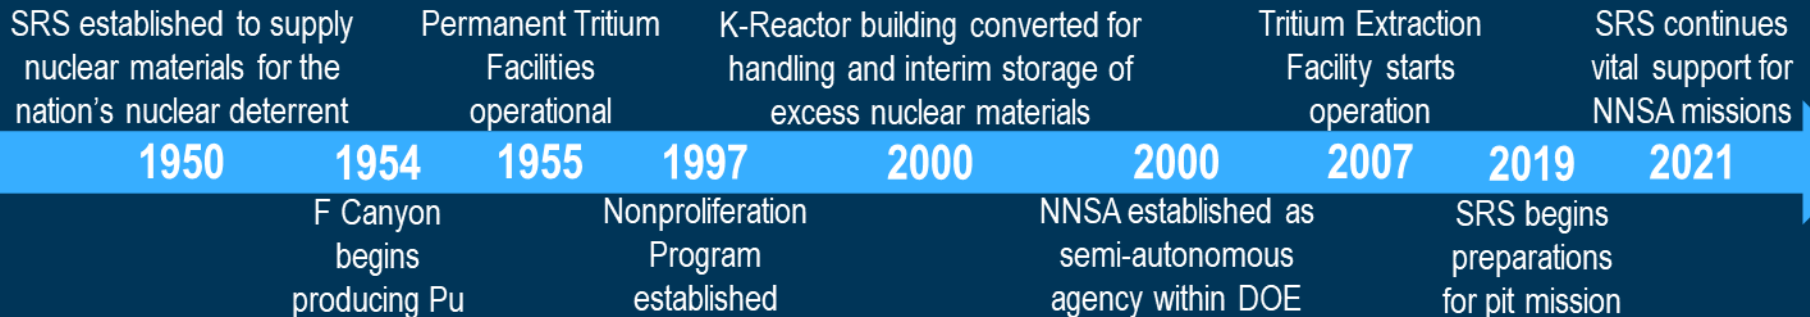 SRS established to supply
nuclear materials for the
nation's nuclear deterrent
Permanent Tritium
Facilities
operational
K-Reactor building converted for
handling and interim storage of
excess nuclear materials
Tritium Extraction
Facility starts
operation
SRS continues
vital support for
NNSA missions
1950 1954 1955 1997 2000 2000 2007 2019 2021
F Canyon
begins
producing Pu
Nonproliferation
Program
established
NNSA established as
semi-autonomous
agency within DOE
SRS begins
preparations
for pit mission